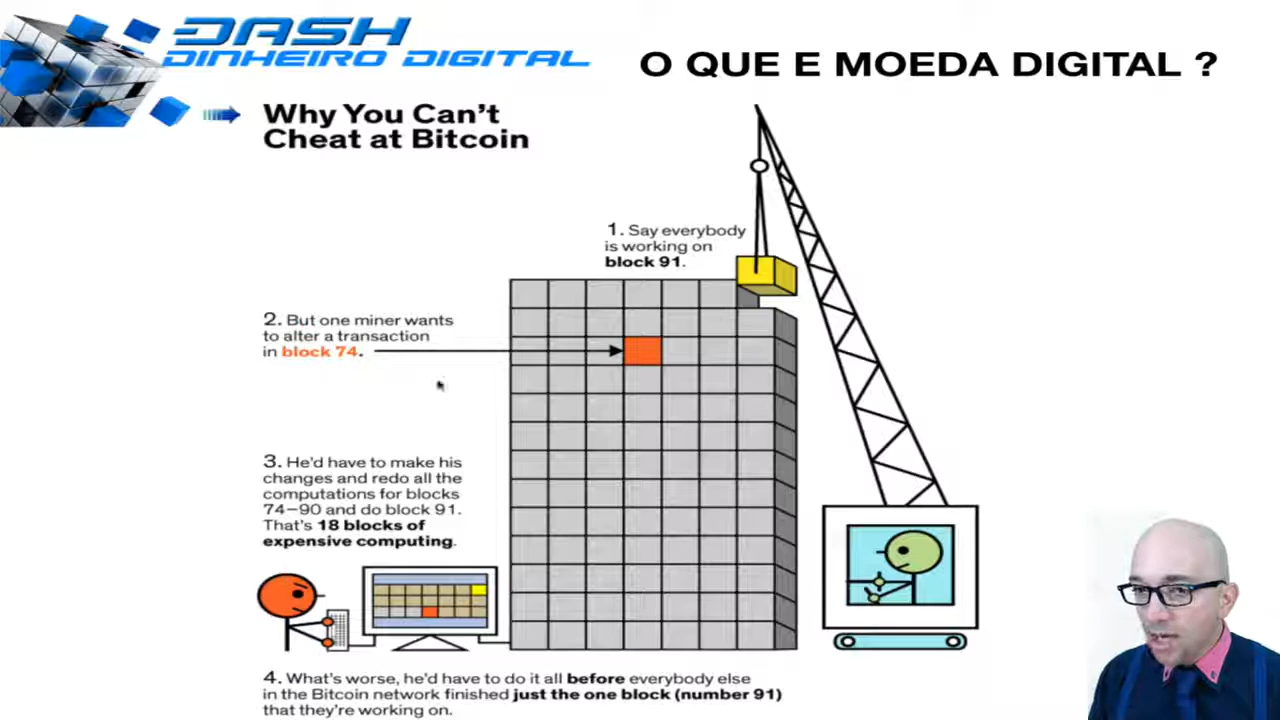 DASH
DINHEIRO DIGITAL
O QUE E MOEDA DIGITAL ?
Why You Can't
Cheat at Bitcoin
1. Say everybody
is working on
block 91.
2. But one miner wants
to alter a transaction
in block 74.
3. He'd have to make his
changes and redo all the
computations for blocks
74–90 and do block 91.
That's 18 blocks of
expensive computing.
4. What's worse, he'd have to do it all before everybody else
in the Bitcoin network finished just the one block (number 91)
that they're working on.